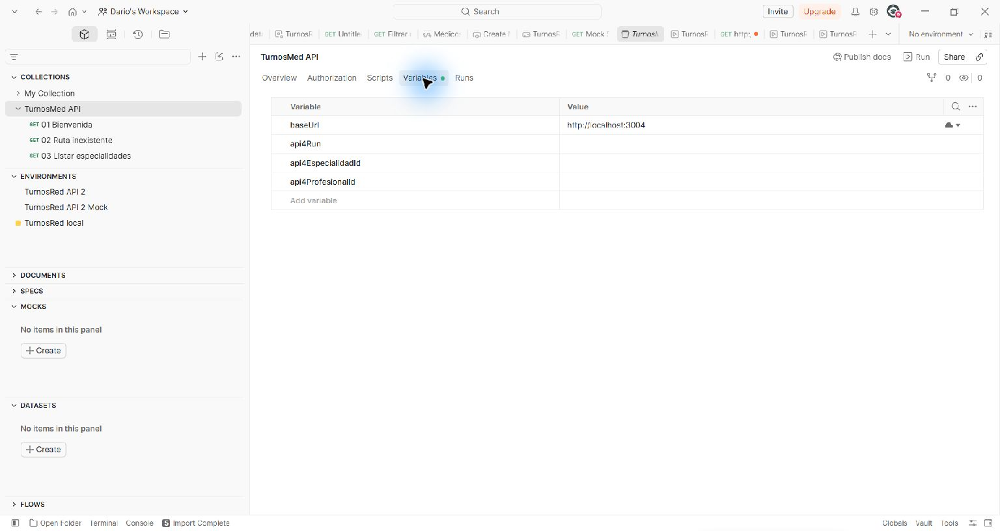 Dario's Workspace
Search
Invite
Upgrade
TurnosR
GET Untitle
GET Filtrar
Médico:
Create
TurnosR
GET Mock
TurnosM
TurnosR
GET http:
TurnosR
TurnosR
No environment
TurnosMed API
Publish docs
Run
Share
COLLECTIONS
My Collection
TurnosMed API
GET 01 Bienvenida
GET 02 Ruta inexistente
GET 03 Listar especialidades
ENVIRONMENTS
TurnosRed API 2
TurnosRed API 2 Mock
TurnosRed local
DOCUMENTS
SPECS
MOCKS
No items in this panel
Create
DATASETS
No items in this panel
Create
FLOWS
Overview
Authorization
Scripts
Variables
Runs
0
0
Variable
Value
baseUrl
http://localhost:3004
api4Run
api4EspecialidadId
api4ProfesionalId
Add variable
Open Folder
Terminal
Console
5 Import Complete
Globals
Vault
Tools